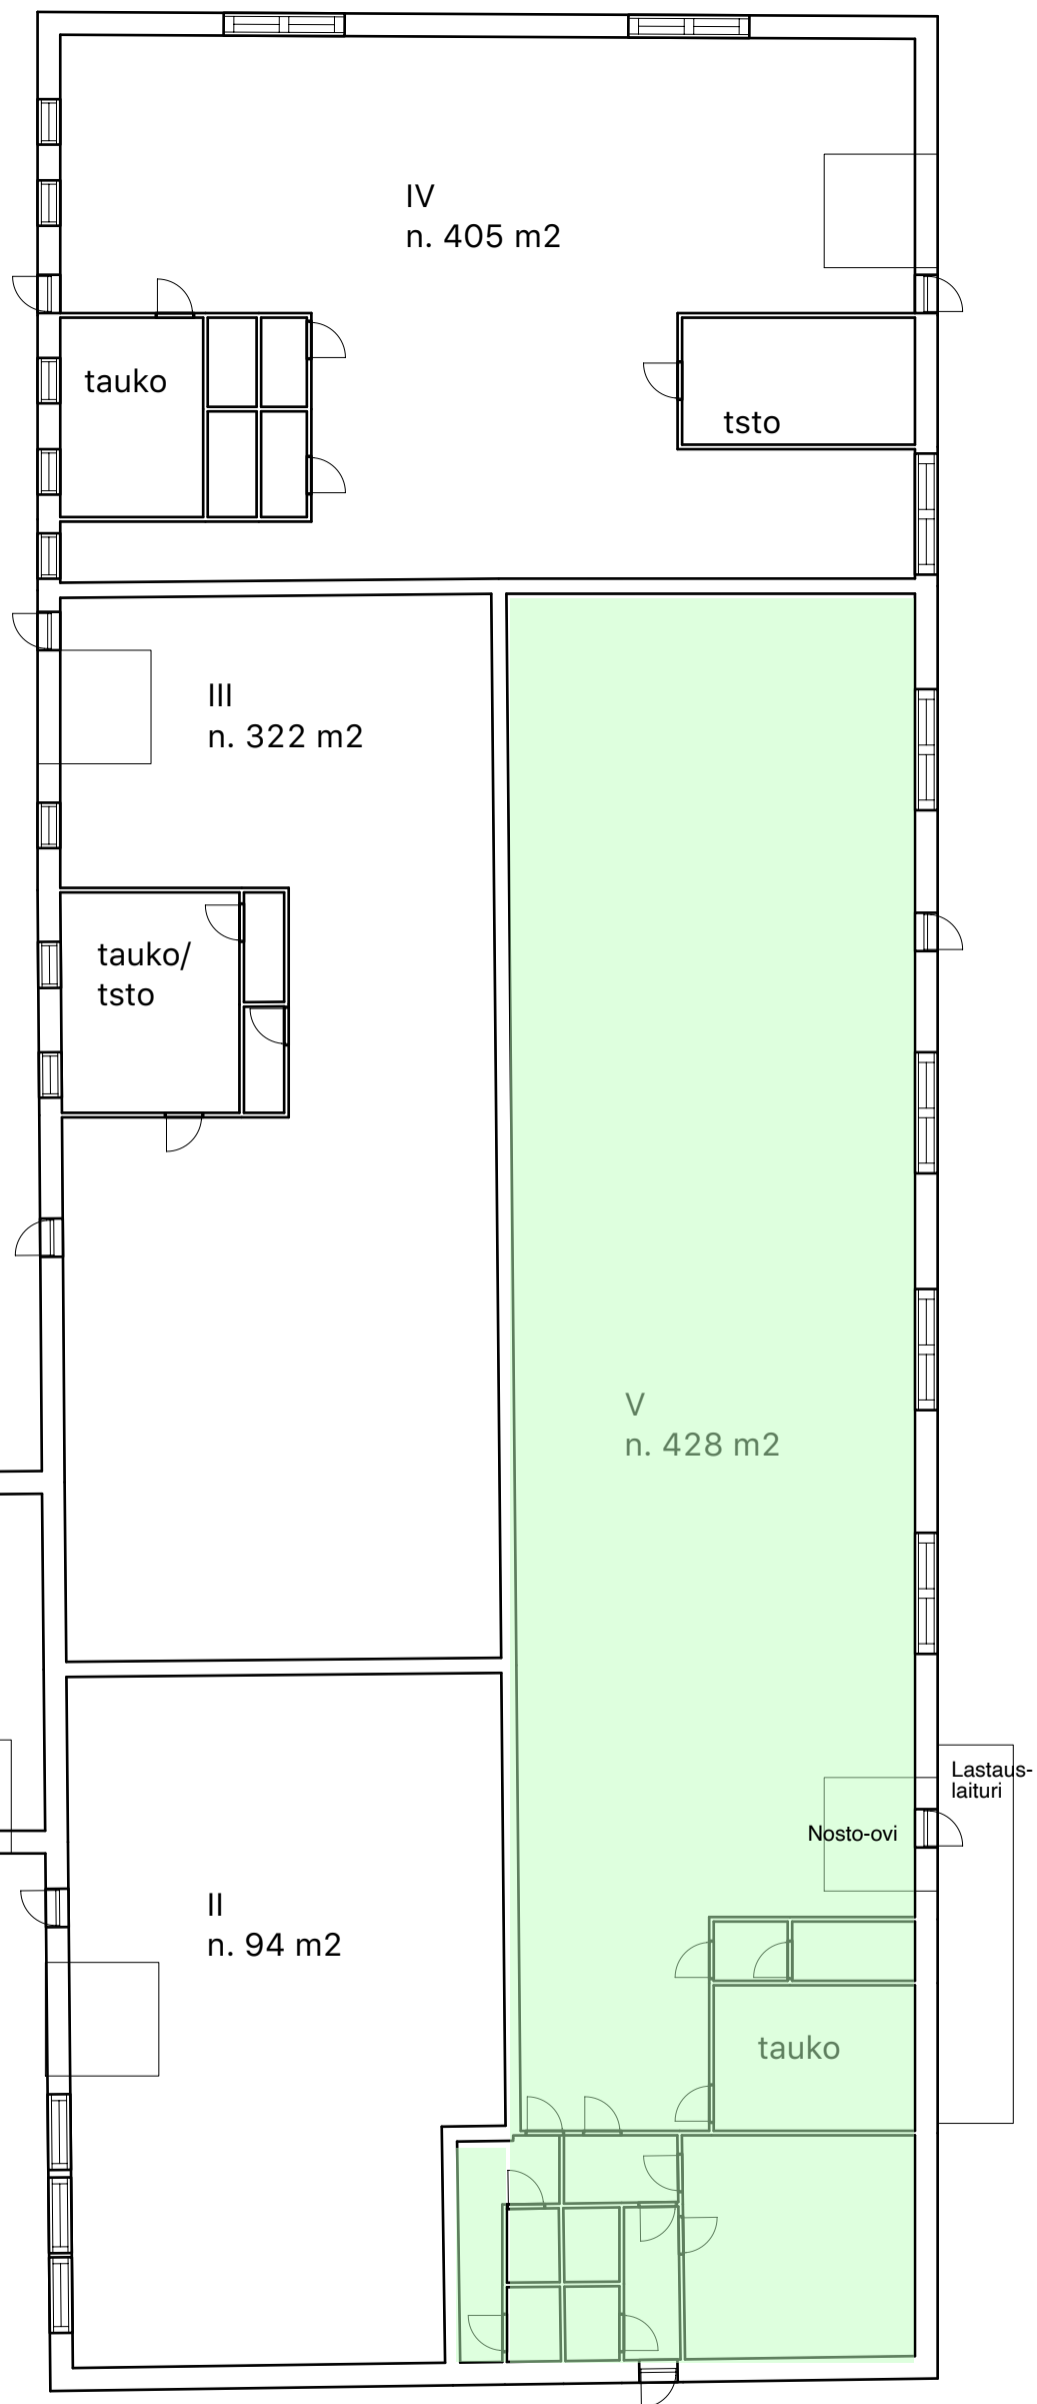 IV
n. 405 m2
tauko
tsto
III
n. 322 m2
tauko/
tsto
V
n. 428 m2
Lastaus-
laituri
Nosto-ovi
II
n. 94 m2
tauko